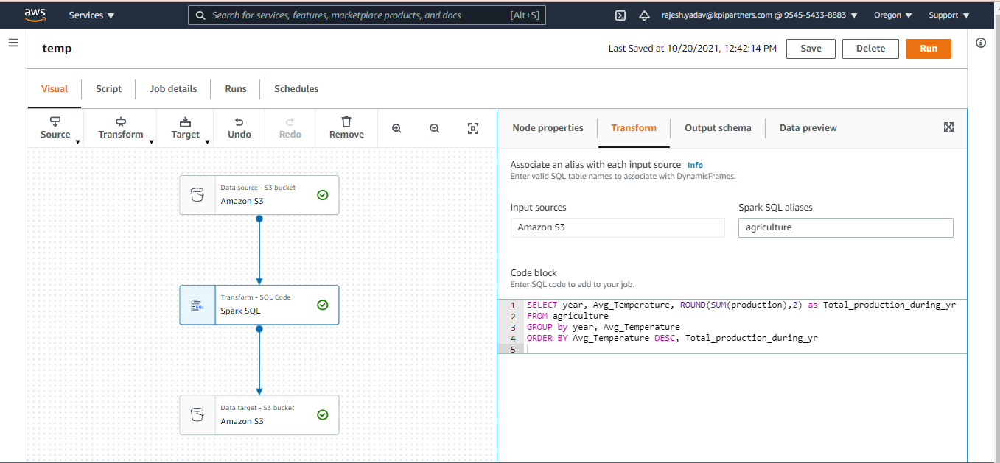 aws Services Search for services, features, marketplace products, and docs [Alt+S] rajesh.yadav@kpipartners.com @ 9545-5433-8883 Oregon Support
temp Last Saved at 10/20/2021, 12:42:14 PM Save Delete Run
Visual Script Job details Runs Schedules
Source Transform Target Undo Redo Remove
Data source - S3 bucket
Amazon S3
Transform - SQL Code
Spark SQL
Data target - S3 bucket
Amazon S3
Node properties Transform Output schema Data preview
Associate an alias with each input source Info
Enter valid SQL table names to associate with DynamicFrames.
Input sources Spark SQL aliases
Amazon S3 agriculture
Code block
Enter SQL code to add to your job.
1 SELECT year, Avg_Temperature, ROUND(SUM(production),2) as Total_production_during_yr
2 FROM agriculture
3 GROUP by year, Avg_Temperature
4 ORDER BY Avg_Temperature DESC, Total_production_during_yr
5